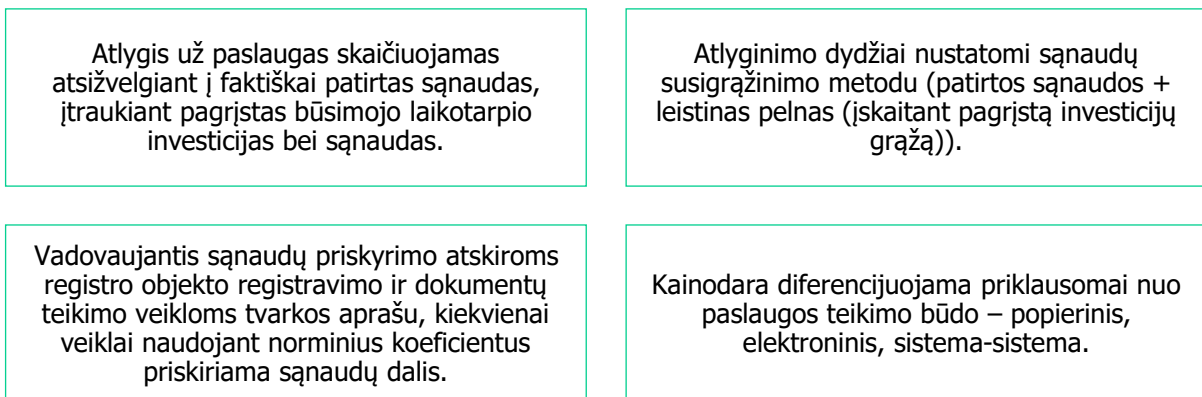 Atlygis už paslaugas skaičiuojamas
atsižvelgiant į faktiškai patirtas sąnaudas,
įtraukiant pagrįstas būsimojo laikotarpio
investicijas bei sąnaudas.
Atlyginimo dydžiai nustatomi sąnaudų
susigrąžinimo metodu (patirtos sąnaudos +
leistinas pelnas (įskaitant pagrįstą investicijų
grąžą)).
Vadovaujantis sąnaudų priskyrimo atskiroms
registro objekto registravimo ir dokumentų
teikimo veikloms tvarkos aprašu, kiekvienai
veiklai naudojant norminius koeficientus
priskiriama sąnaudų dalis.
Kainodara diferencijuojama priklausomai nuo
paslaugos teikimo būdo – popierinis,
elektroninis, sistema-sistema.